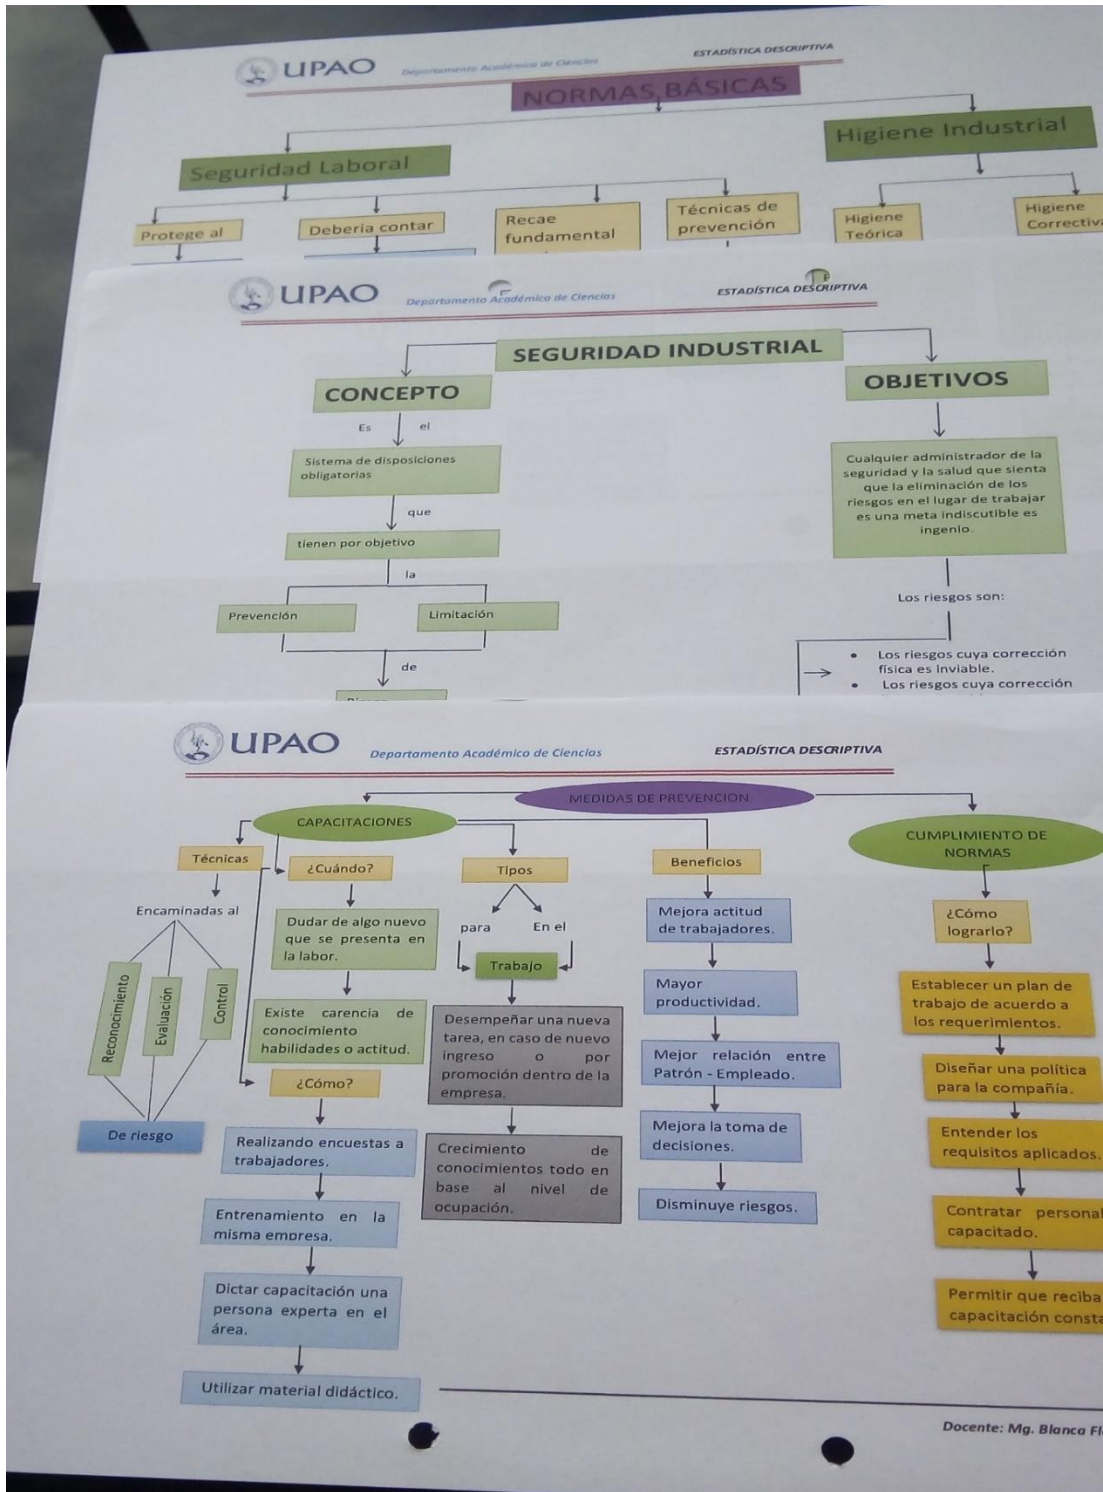 UPAO
Departamento Académico de Ciencias
ESTADÍSTICA DESCRIPTIVA
NORMAS BÁSICAS
Seguridad Laboral
Higiene Industrial
Protege al
Deberia contar
Recae
fundamental
Técnicas de
prevención
Higiene
Teórica
Higiene
UPAO
Departamento Académico de Ciencias
ESTADÍSTICA DESCRIPTIVA
SEGURIDAD INDUSTRIAL
CONCEPTO
Es el
Sistema de disposiciones
obligatorias
que
tienen por objetivo
la
Prevención
Limitación
de
OBJETIVOS
Cualquier administrador de la
seguridad y la salud que sienta
que la eliminación de los
riesgos en el lugar de trabajar
es una meta indiscutible es
ingenio.
Los riesgos son:
• Los riesgos cuya corrección
física es Inviable.
• Los riesgos cuya corrección
UPAO
Departamento Académico de Ciencias
ESTADÍSTICA DESCRIPTIVA
MEDIDAS DE PREVENCION
CAPACITACIONES
Técnicas
Encaminadas al
Reconocimiento
Evaluación
Control
De riesgo
¿Cuándo?
Dudar de algo nuevo
que se presenta en
la labor.
Existe carencia de
conocimiento
habilidades o actitud.
¿Cómo?
Realizando encuestas a
trabajadores.
Entrenamiento en la
misma empresa.
Dictar capacitación una
persona experta en el
área.
Utilizar material didáctico.
Tipos
para En el
Trabajo
Desempeñar una nueva
tarea, en caso de nuevo
ingreso o por
promoción dentro de la
empresa.
Crecimiento de
conocimientos todo en
base al nivel de
ocupación.
Beneficios
Mejora actitud
de trabajadores.
Mayor
productividad.
Mejor relación entre
Patrón - Empleado.
Mejora la toma de
decisiones.
Disminuye riesgos.
CUMPLIMIENTO DE
NORMAS
¿Cómo
lograrlo?
Establecer un plan de
trabajo de acuerdo a
los requerimientos.
Diseñar una política
para la compañía.
Entender los
requisitos aplicados.
Contratar personal
capacitado.
Permitir que reciba
capacitación
Docente: Mg. Blanca